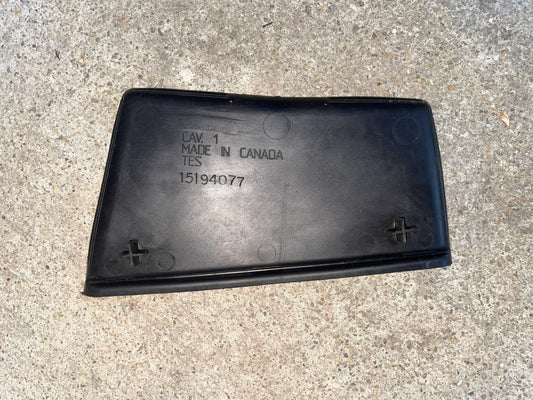 CAV. 1
MADE IN CANADA
TES
15194077